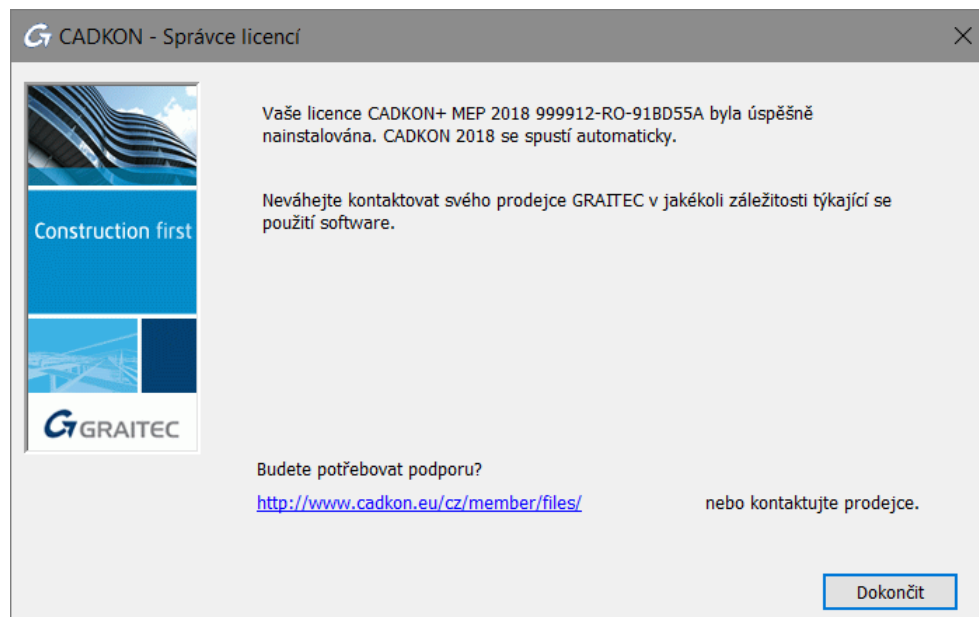 CADKON - Správce licencí
Vaše licence CADKON+ MEP 2018 999912-RO-91BD55A byla úspěšně
nainstalována. CADKON 2018 se spustí automaticky.
Neváhejte kontaktovat svého prodejce GRAITEC v jakékoli záležitosti týkající se
použití software.
Construction first
GRAITEC
Budete potřebovat podporu?
http://www.cadkon.eu/cz/member/files/ nebo kontaktujte prodejce.
Dokončit